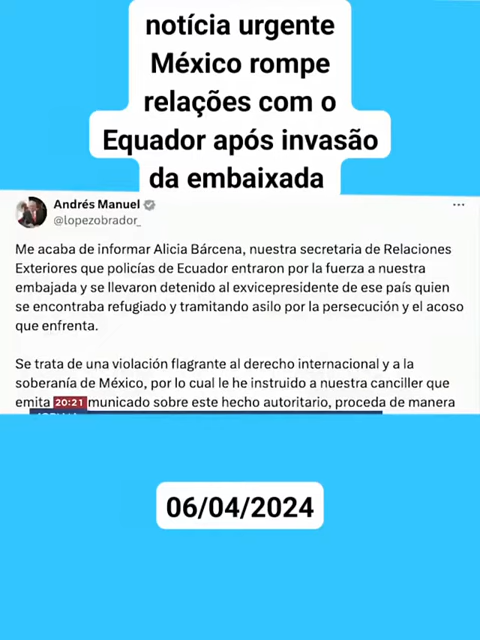 notícia urgente
México rompe
relações com o
Equador após invasão
da embaixada
Andrés Manuel
@lopezobrador_
Me acaba de informar Alicia Bárcena, nuestra secretaria de Relaciones
Exteriores que policías de Ecuador entraron por la fuerza a nuestra
embajada y se llevaron detenido al exvicepresidente de ese país quien
se encontraba refugiado y tramitando asilo por la persecución y el acoso
que enfrenta.
Se trata de una violación flagrante al derecho internacional y a la
soberanía de México, por lo cual le he instruido a nuestra canciller que
emita 20:21 municado sobre este hecho autoritario, proceda de manera
06/04/2024